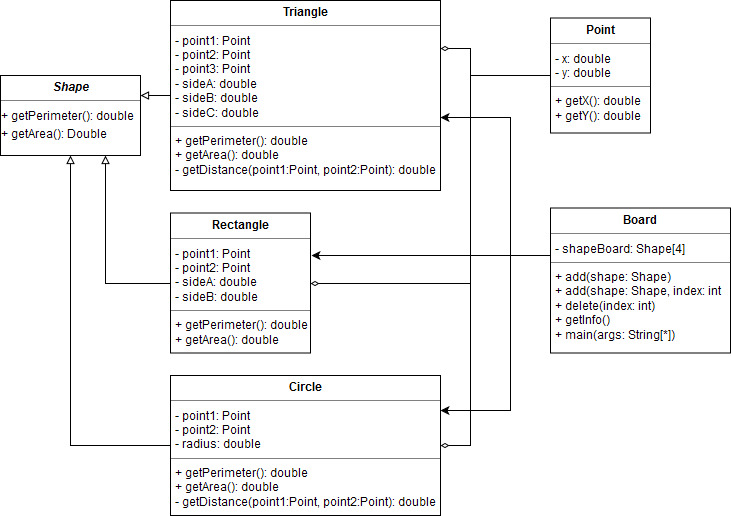 Triangle
- point1: Point
- point2: Point
- point3: Point
- sideA: double
- sideB: double
- sideC: double
+ getPerimeter(): double
+ getArea(): double
- getDistance(point1:Point, point2:Point): double
Point
- x: double
- y: double
+ getX(): double
+ getY(): double
Shape
+ getPerimeter(): double
+ getArea(): Double
Rectangle
- point1: Point
- point2: Point
- sideA: double
- sideB: double
+ getPerimeter(): double
+ getArea(): double
Board
- shapeBoard: Shape[4]
+ add(shape: Shape)
+ add(shape: Shape, index: int
+ delete(index: int)
+ getInfo()
+ main(args: String[*])
Circle
- point1: Point
- point2: Point
- radius: double
+ getPerimeter(): double
+ getArea(): double
- getDistance(point1:Point, point2:Point): double